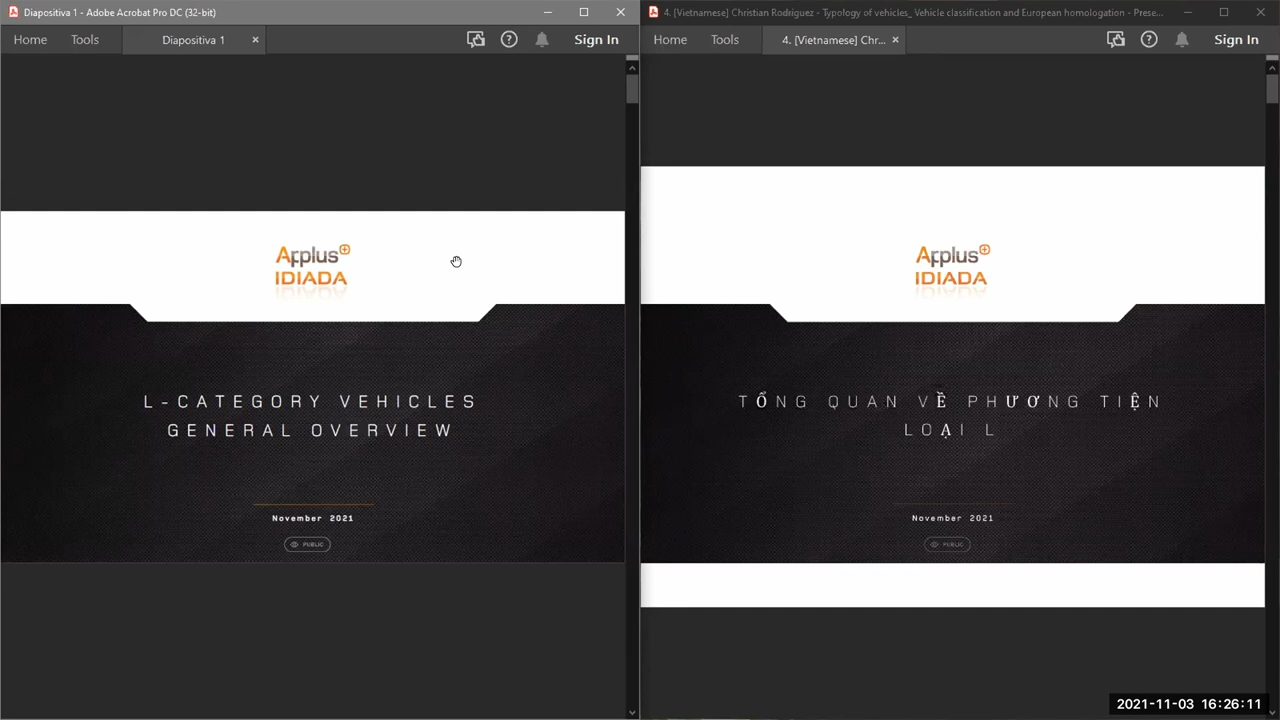 Diapositiva 1 - Adobe Acrobat Pro DC (32-bit)
Home Tools Diapositiva 1 Sign In
Applus+
IDIADA
L-CATEGORY VEHICLES
GENERAL OVERVIEW
November 2021
PUBLIC
4. [Vietnamese] Christian Rodriguez - Typology of vehicles_ Vehicle classification and European homologation - Prese...
Home Tools 4. [Vietnamese] Chr... Sign In
Applus+
IDIADA
TỔNG QUAN VỀ PHƯƠNG TIỆN
LOẠI L
November 2021
PUBLIC
2021-11-03 16:26:11